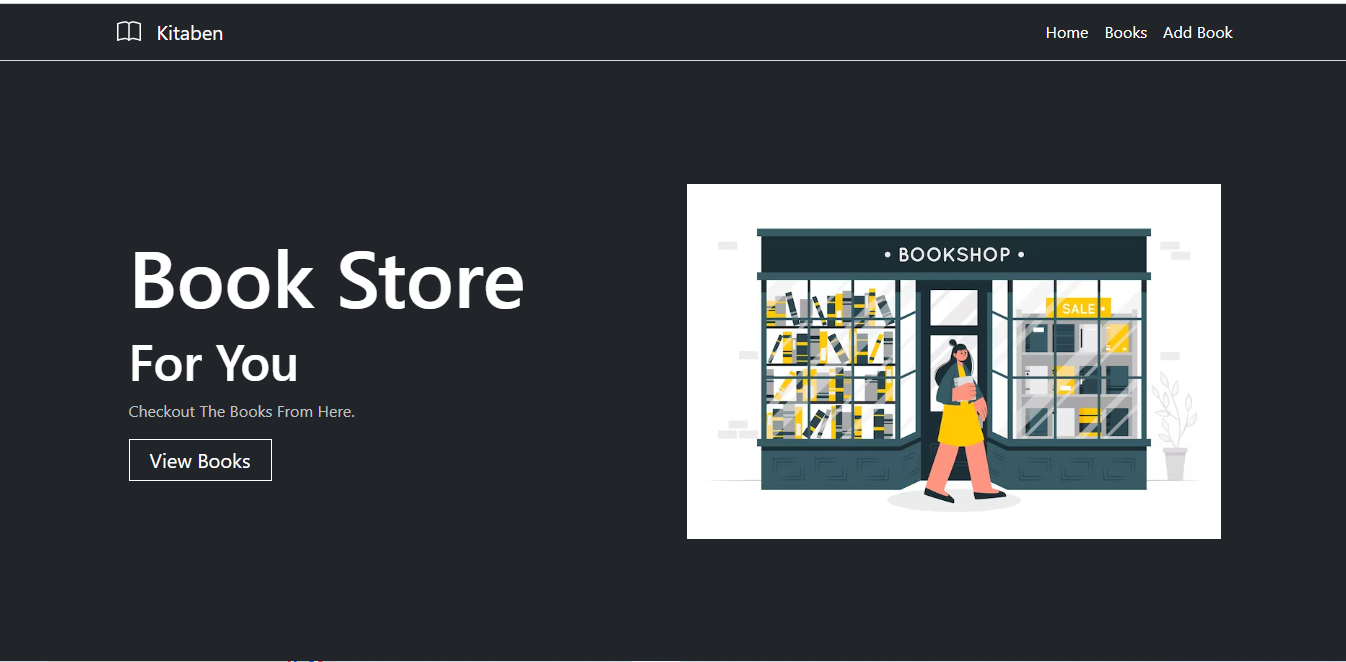 Kitaben
Home Books Add Book
Book Store
For You
Checkout The Books From Here.
View Books
• BOOKSHOP •
SALE •